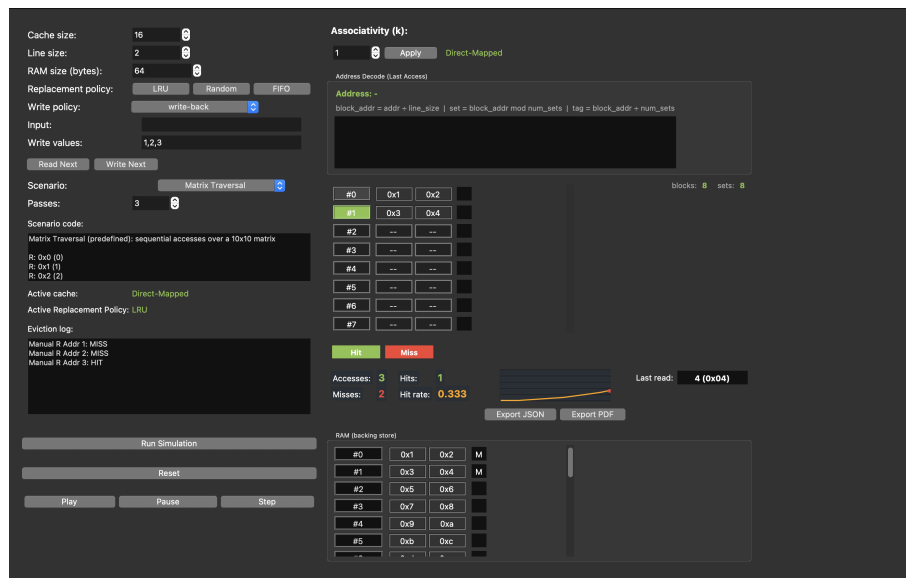 Cache size: 16
Line size: 2
RAM size (bytes): 64
Replacement policy: LRU Random FIFO
Write policy: write-back
Input:
Write values: 1,2,3
Read Next Write Next
Scenario: Matrix Traversal
Passes: 3
Scenario code:
Matrix Traversal (predefined): sequential accesses over a 10x10 matrix
R: 0x0 (0)
R: 0x1 (1)
R: 0x2 (2)
Active cache: Direct-Mapped
Active Replacement Policy: LRU
Eviction log:
Manual R Addr 1: MISS
Manual R Addr 2: MISS
Manual R Addr 3: HIT
Run Simulation
Reset
Play Pause Step
Associativity (k):
1 Apply Direct-Mapped
Address Decode (Last Access)
Address: -
block_addr = addr ÷ line_size | set = block_addr mod num_sets | tag = block_addr ÷ num_sets
blocks: 8 sets: 8
#0 0x1 0x2
#1 0x3 0x4
#2 -- --
#3 -- --
#4 -- --
#5 -- --
#6 -- --
#7 -- --
Hit Miss
Accesses: 3 Hits: 1
Misses: 2 Hit rate: 0.333
Last read: 4 (0x04)
Export JSON Export PDF
RAM (backing store)
#0 0x1 0x2 M
#1 0x3 0x4 M
#2 0x5 0x6
#3 0x7 0x8
#4 0x9 0xa
#5 0xb 0xc